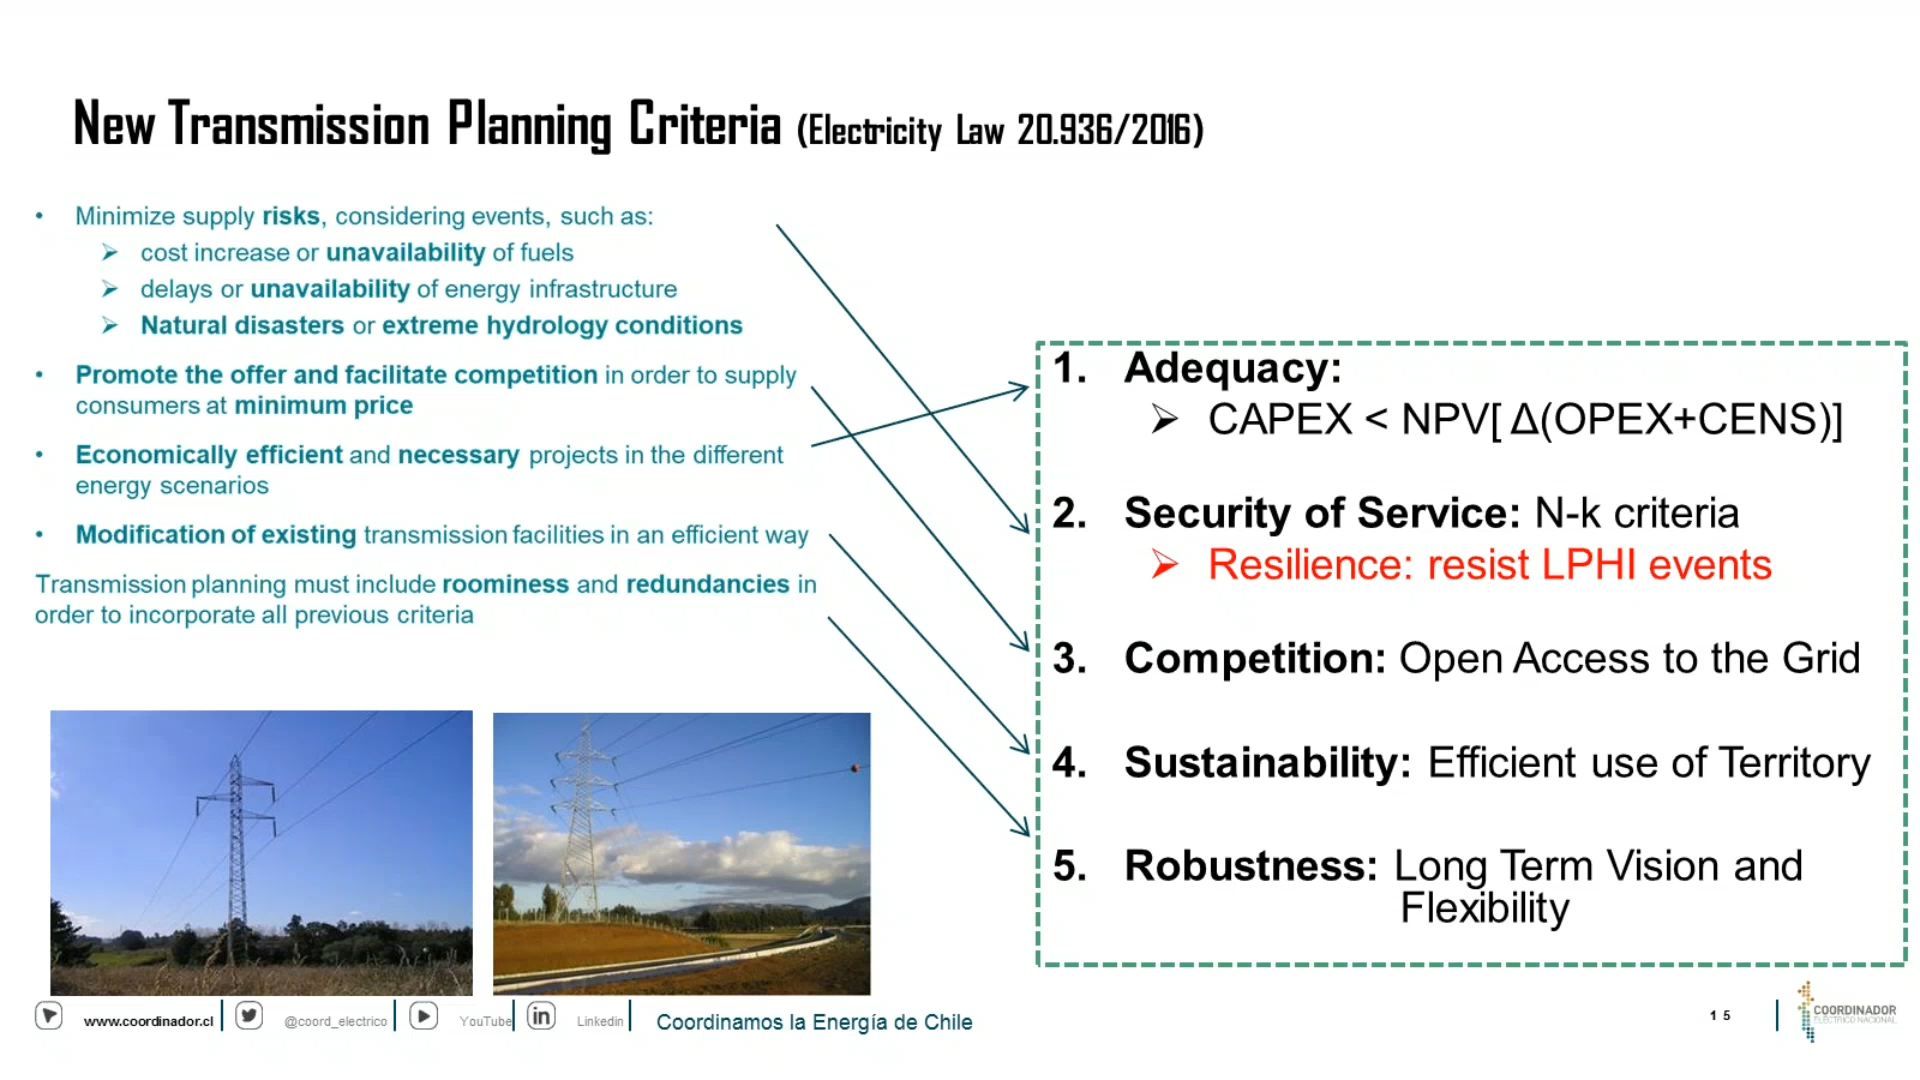 New Transmission Planning Criteria (Electricity Law 20.936/2016)
• Minimize supply risks, considering events, such as:
➢ cost increase or unavailability of fuels
➢ delays or unavailability of energy infrastructure
➢ Natural disasters or extreme hydrology conditions
• Promote the offer and facilitate competition in order to supply
consumers at minimum price
• Economically efficient and necessary projects in the different
energy scenarios
• Modification of existing transmission facilities in an efficient way
Transmission planning must include roominess and redundancies in
order to incorporate all previous criteria
1. Adequacy:
➢ CAPEX < NPV[ Δ(OPEX+CENS)]
2. Security of Service: N-k criteria
➢ Resilience: resist LPHI events
3. Competition: Open Access to the Grid
4. Sustainability: Efficient use of Territory
5. Robustness: Long Term Vision and
Flexibility
www.coordinador.cl
@coord_electrico
YouTube
in
Linkedin
Coordinamos la Energía de Chile
15
COORDINADOR
ELÉCTRICO NACIONAL